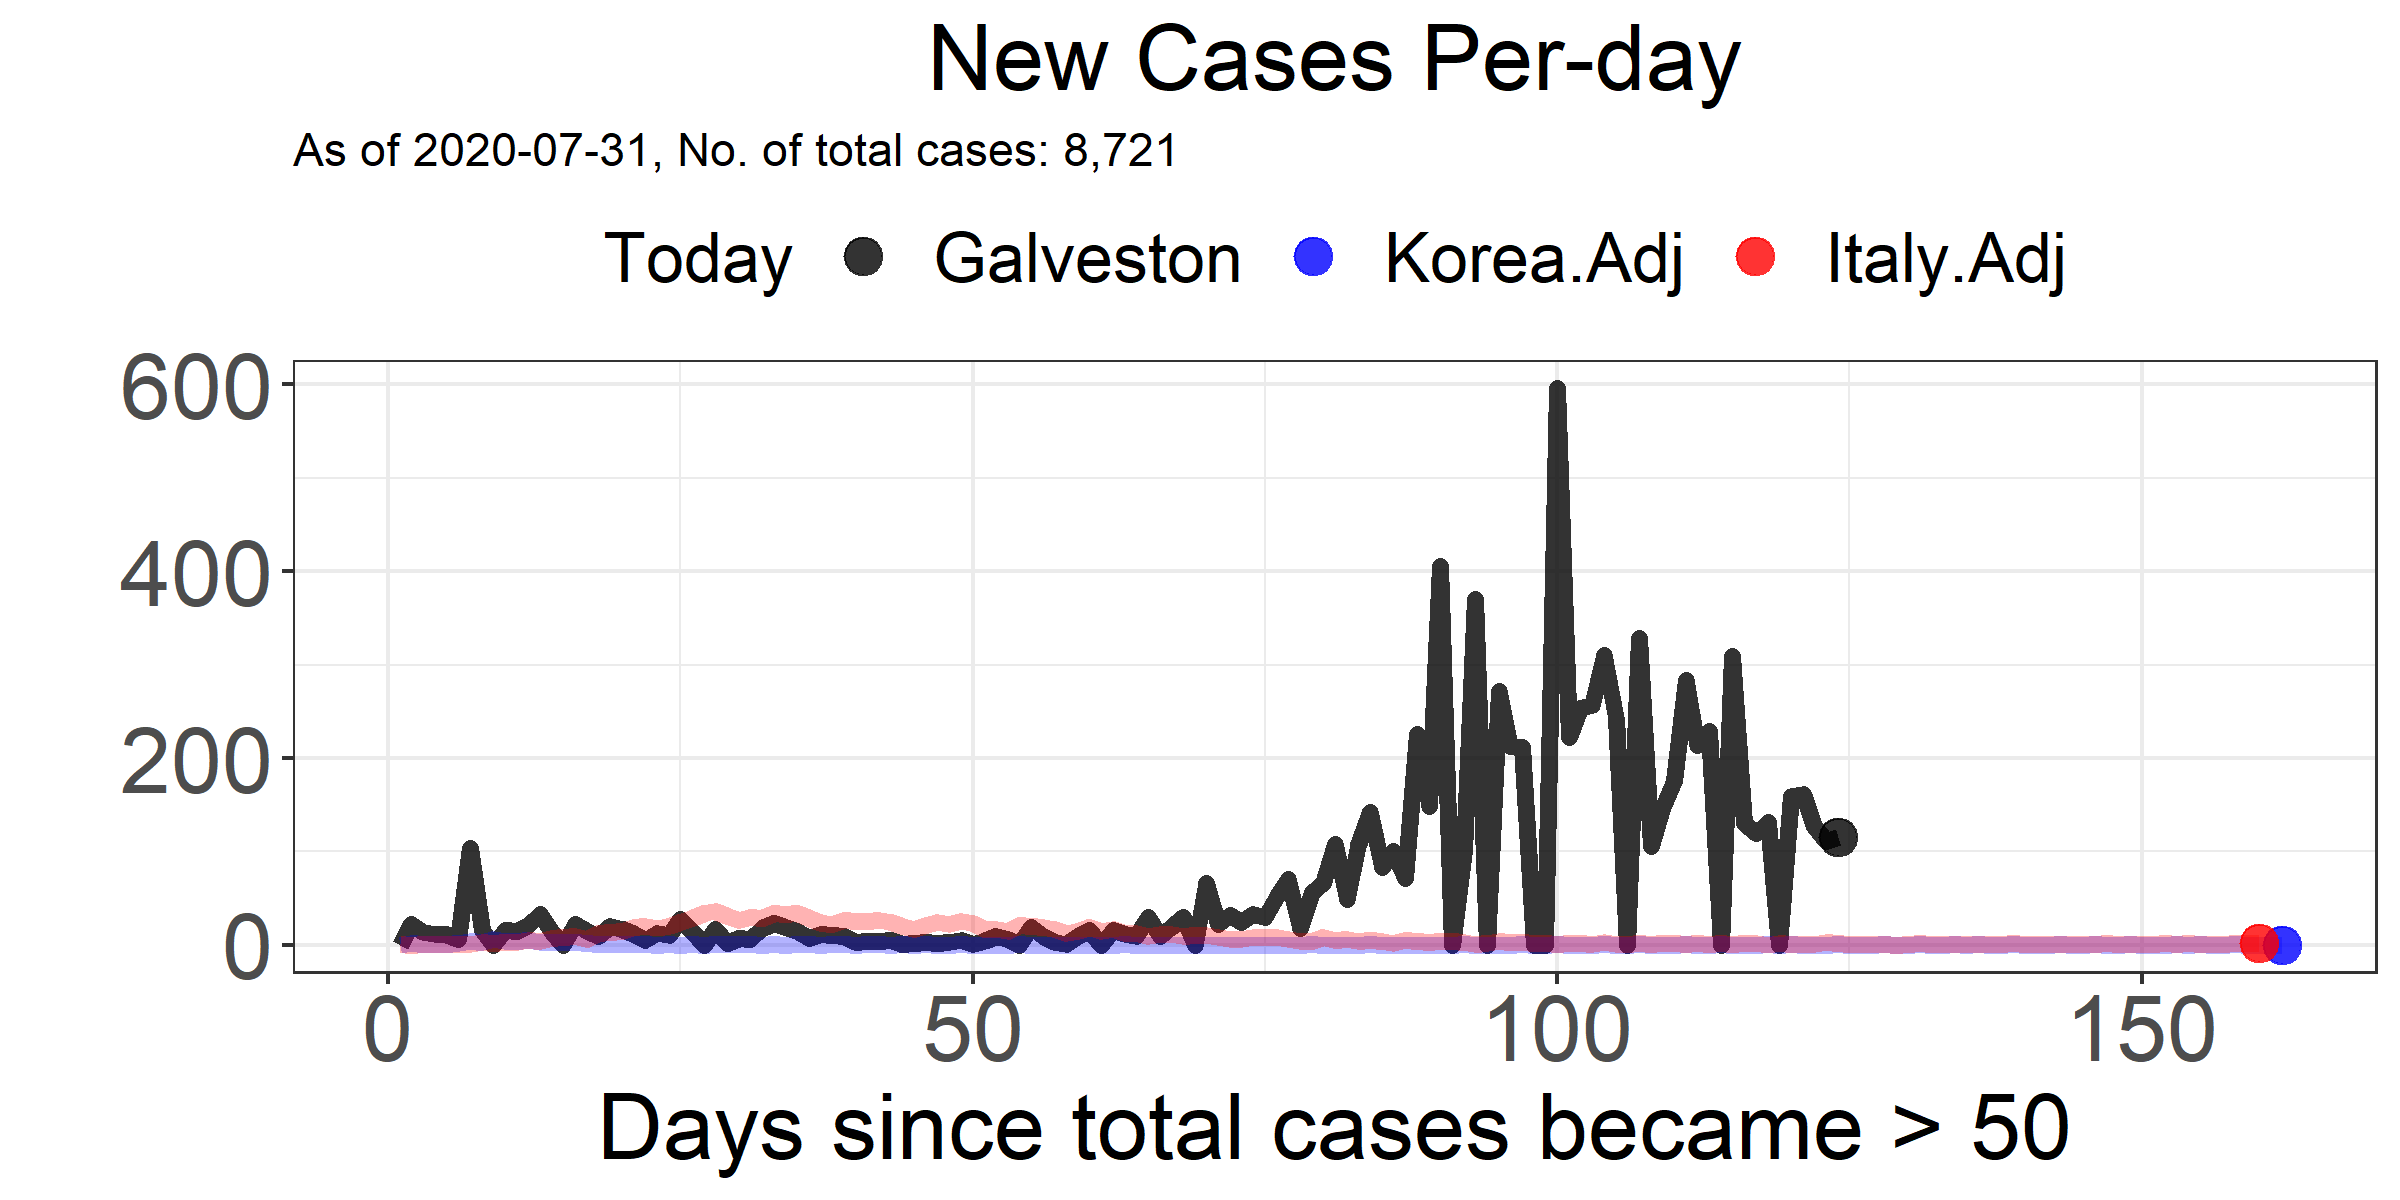 New Cases Per-day
As of 2020-07-31, No. of total cases: 8,721
Today Galveston Korea.Adj Italy.Adj
600
400
200
0
0 50 100 150
Days since total cases became > 50